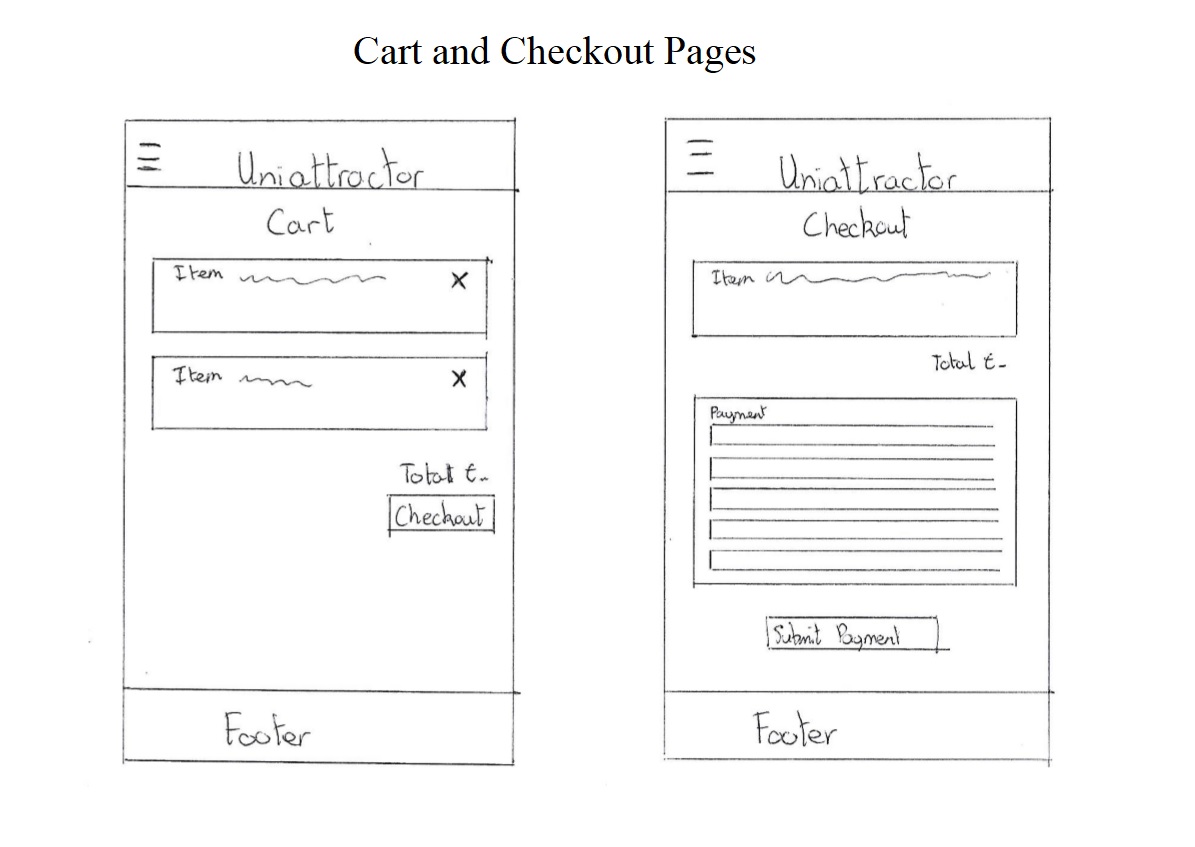 Cart and Checkout Pages
Uniattractor
Cart
Item
X
Item
X
Total £
Checkout
Footer
Uniattractor
Checkout
Item
Total £
Payment
Submit Payment
Footer